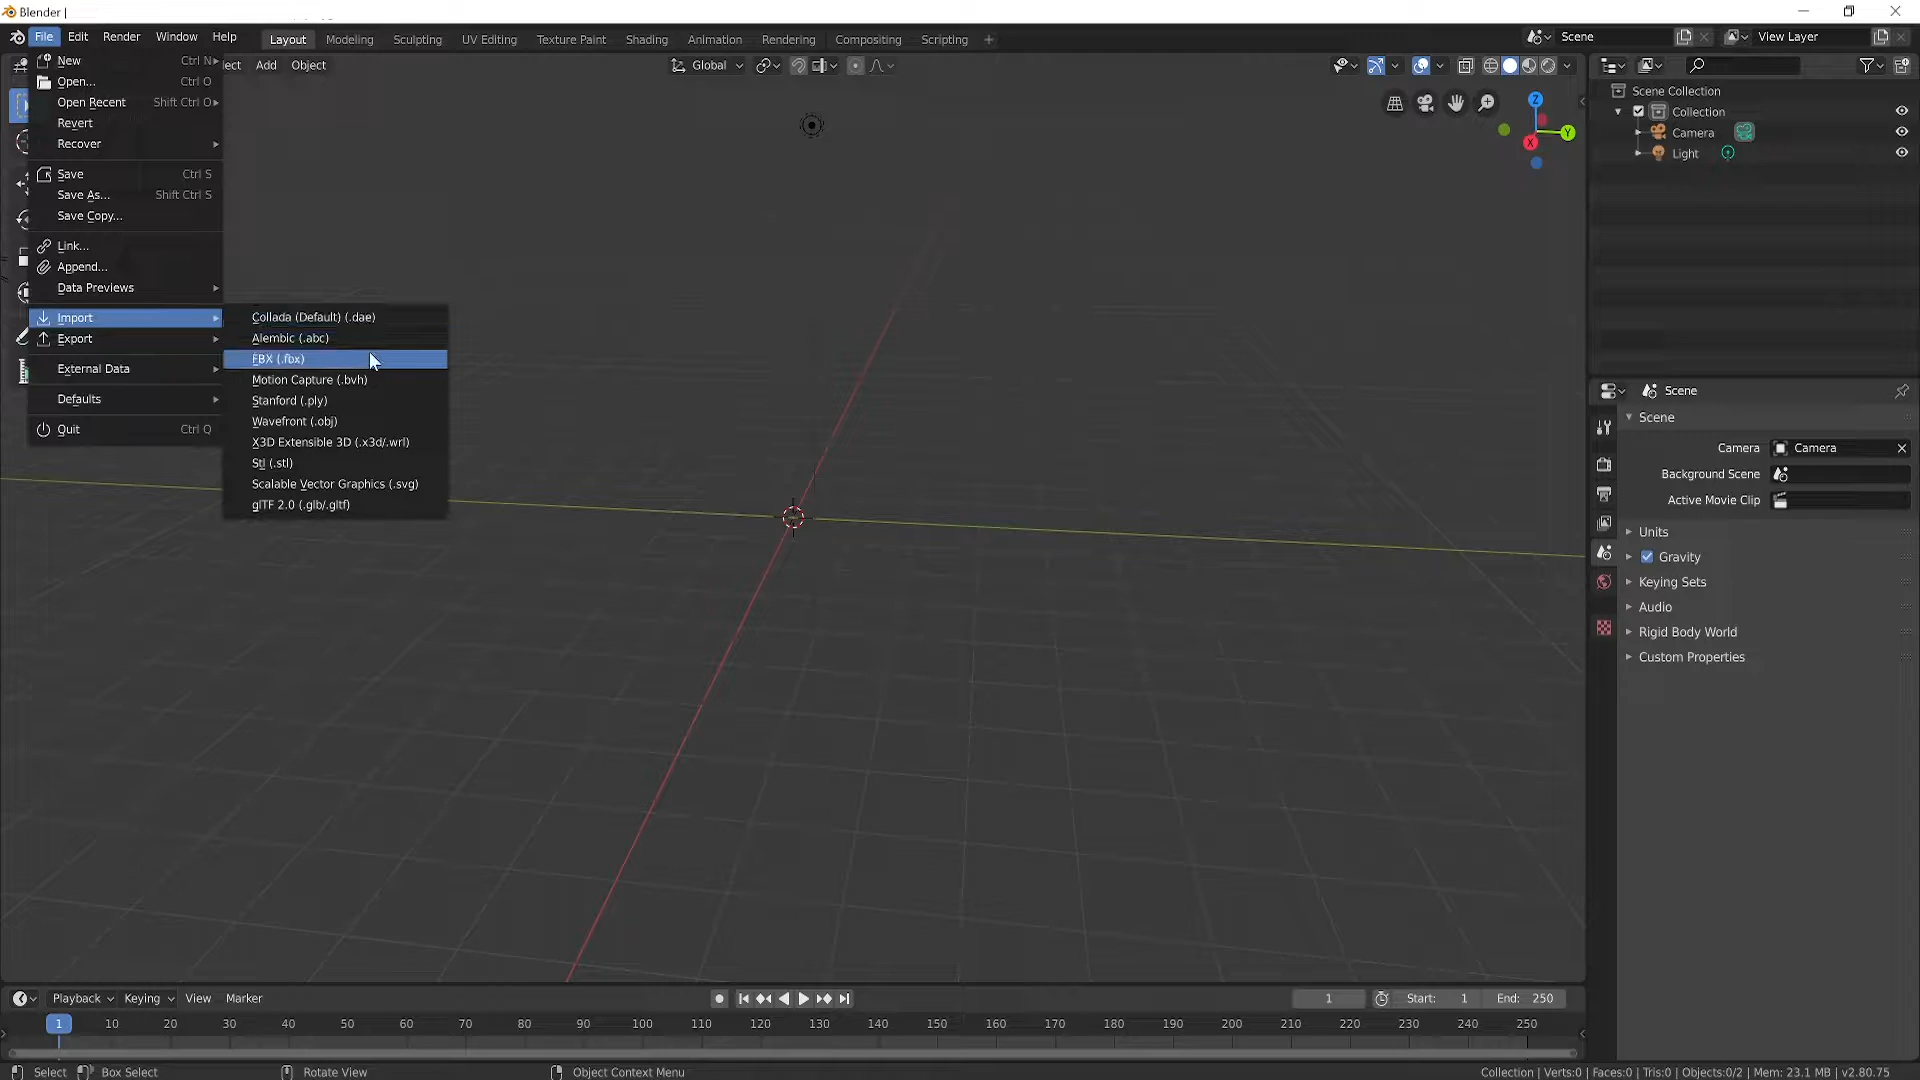 Blender |
File Edit Render Window Help Layout Modeling Sculpting UV Editing Texture Paint Shading Animation Rendering Compositing Scripting + Scene View Layer
ect Add Object Global
New Ctrl N
Open... Ctrl O
Open Recent Shift Ctrl O
Revert
Recover
Save Ctrl S
Save As... Shift Ctrl S
Save Copy...
Link...
Append...
Data Previews
Import
Export
External Data
Defaults
Quit Ctrl Q
Collada (Default) (.dae)
Alembic (.abc)
FBX (.fbx)
Motion Capture (.bvh)
Stanford (.ply)
Wavefront (.obj)
X3D Extensible 3D (.x3d/.wrl)
Stl (.stl)
Scalable Vector Graphics (.svg)
glTF 2.0 (.glb/.gltf)
Z
Y
X
Scene Collection
Collection
Camera
Light
Scene
Scene
Camera Camera
Background Scene
Active Movie Clip
Units
Gravity
Keying Sets
Audio
Rigid Body World
Custom Properties
Playback Keying View Marker 1 Start: 1 End: 250
1 10 20 30 40 50 60 70 80 90 100 110 120 130 140 150 160 170 180 190 200 210 220 230 240 250
Select Box Select Rotate View Object Context Menu Collection | Verts:0 | Faces:0 | Tris:0 | Objects:0/2 | Mem: 23.1 MB | v2.80.75